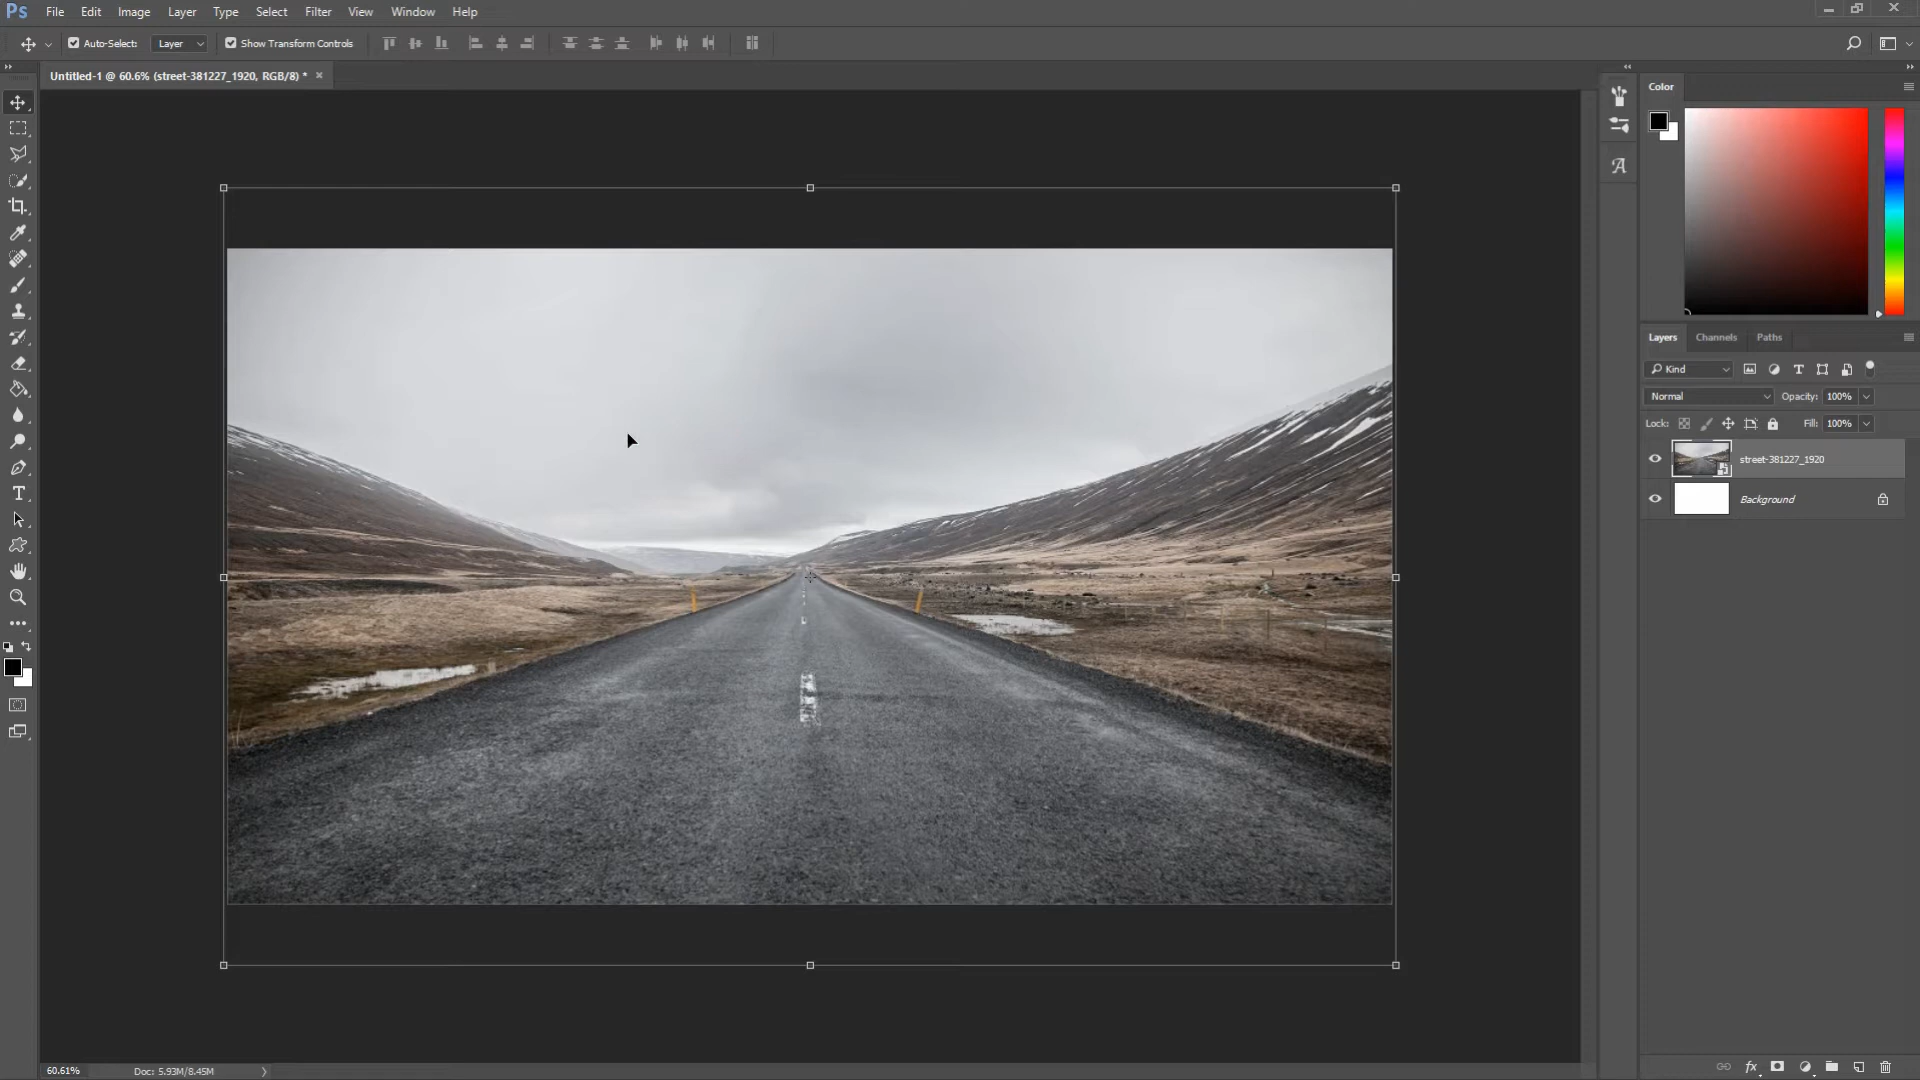 Ps File Edit Image Layer Type Select Filter View Window Help
Auto-Select: Layer Show Transform Controls
Untitled-1 @ 60.6% (street-381227_1920, RGB/8) *
Color
Layers Channels Paths
Kind
Normal Opacity: 100%
Lock: Fill: 100%
street-381227_1920
Background
fx
60.61% Doc: 5.93M/8.45M